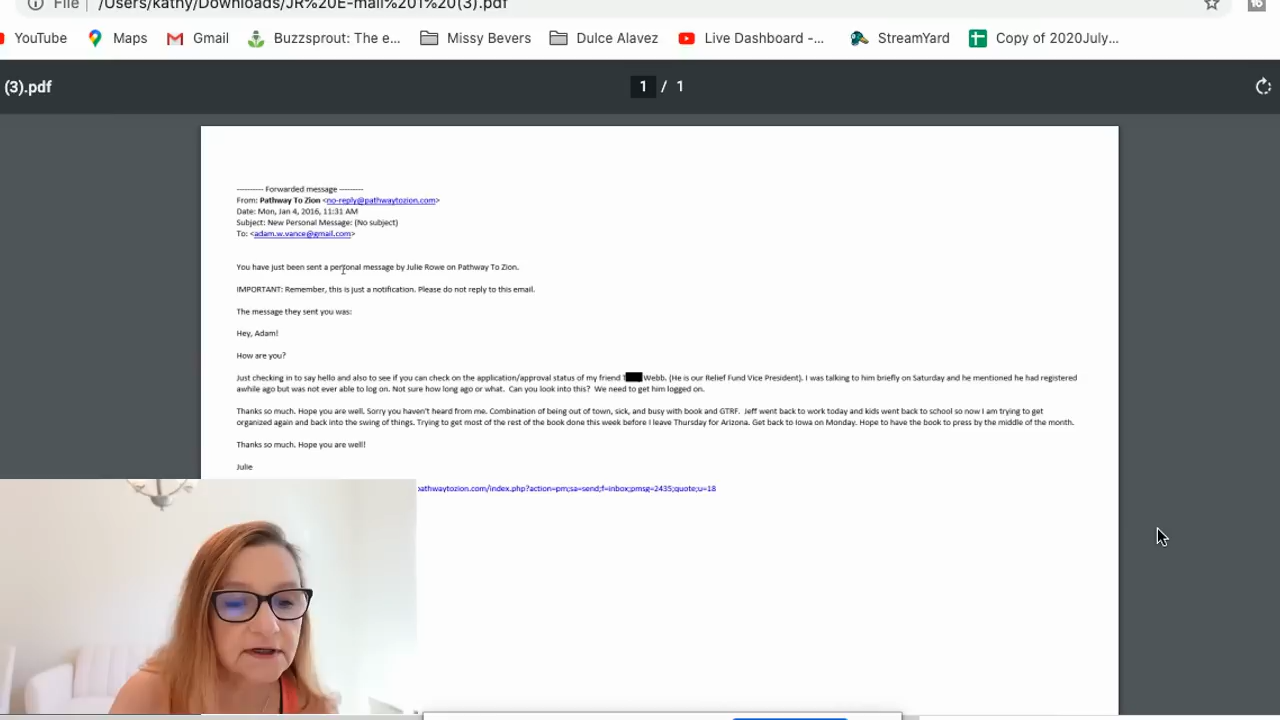 File /Users/kathy/Downloads/JR%20E-mail%201%20(3).pdf
YouTube Maps Gmail Buzzsprout: The e... Missy Bevers Dulce Alavez Live Dashboard -... StreamYard Copy of 2020July...
(3).pdf 1 / 1
---------- Forwarded message ---------
From: Pathway To Zion <no-reply@pathwaytozion.com>
Date: Mon, Jan 4, 2016, 11:31 AM
Subject: New Personal Message: (No subject)
To: <adam.w.vance@gmail.com>
You have just been sent a personal message by Julie Rowe on Pathway To Zion.
IMPORTANT: Remember, this is just a notification. Please do not reply to this email.
The message they sent you was:
Hey, Adam!
How are you?
Just checking in to say hello and also to see if you can check on the application/approval status of my friend Webb. (He is our Relief Fund Vice President). I was talking to him briefly on Saturday and he mentioned he had registered
awhile ago but was not ever able to log on. Not sure how long ago or what. Can you look into this? We need to get him logged on.
Thanks so much. Hope you are well. Sorry you haven't heard from me. Combination of being out of town, sick, and busy with book and GTRF. Jeff went back to work today and kids went back to school so now I am trying to get
organized again and back into the swing of things. Trying to get most of the rest of the book done this week before I leave Thursday for Arizona. Get back to Iowa on Monday. Hope to have the book to press by the middle of the month.
Thanks so much. Hope you are well!
Julie
pathwaytozion.com/index.php?action=pm;sa=send;f=inbox;pmsg=2435;quote;u=18